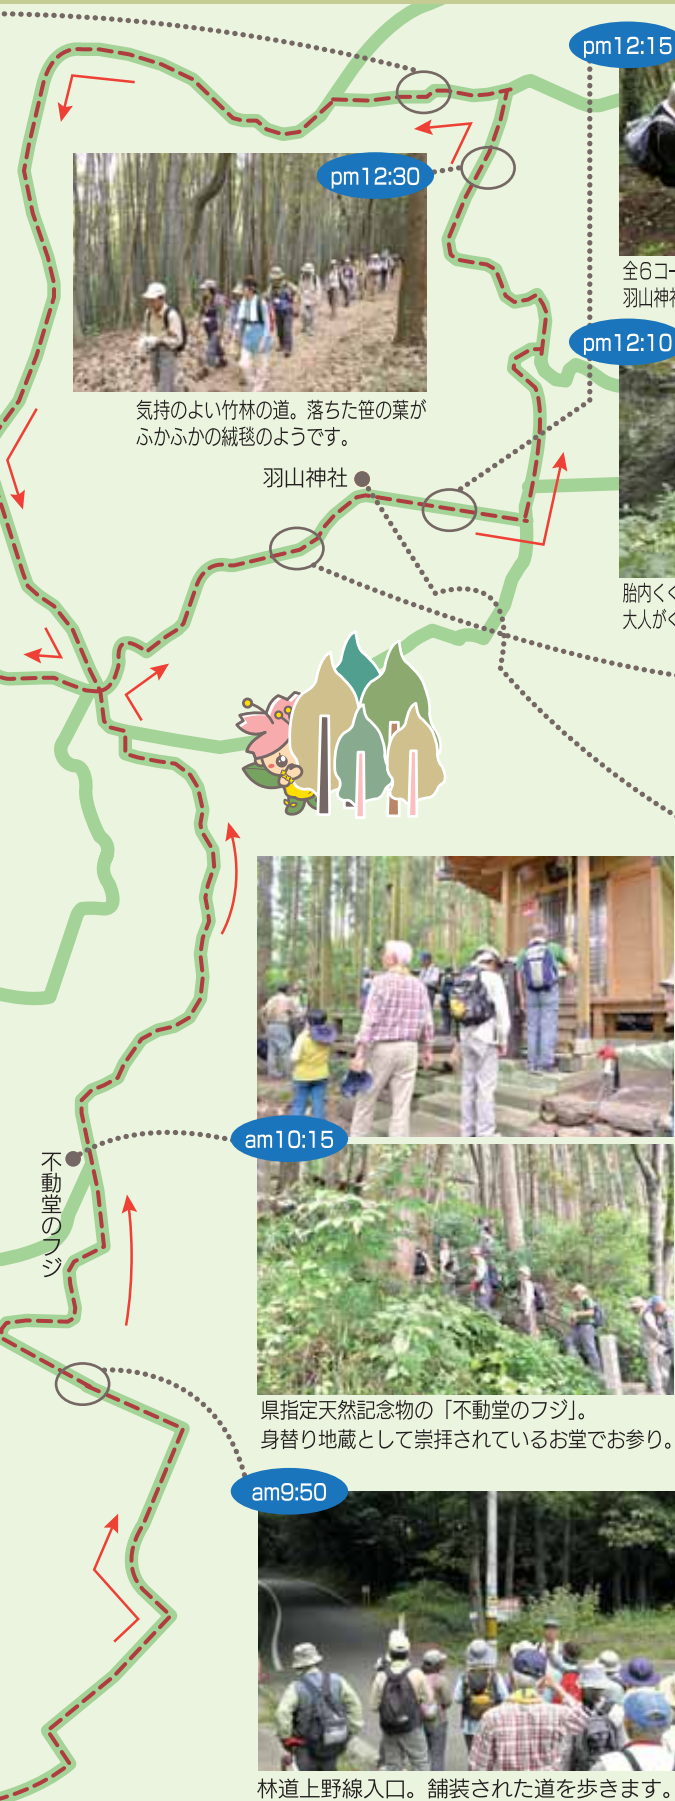 pm12:15
pm12:30
全6コー
羽山神社
pm12:10
気持のよい竹林の道。落ちた笹の葉が
ふかふかの絨毯のようです。
羽山神社
胎内くぐ
大人がく
am10:15
不動堂のフジ
県指定天然記念物の「不動堂のフジ」。
身替り地蔵として崇拝されているお堂でお参り。
am9:50
林道上野線入口。舗装された道を歩きます。